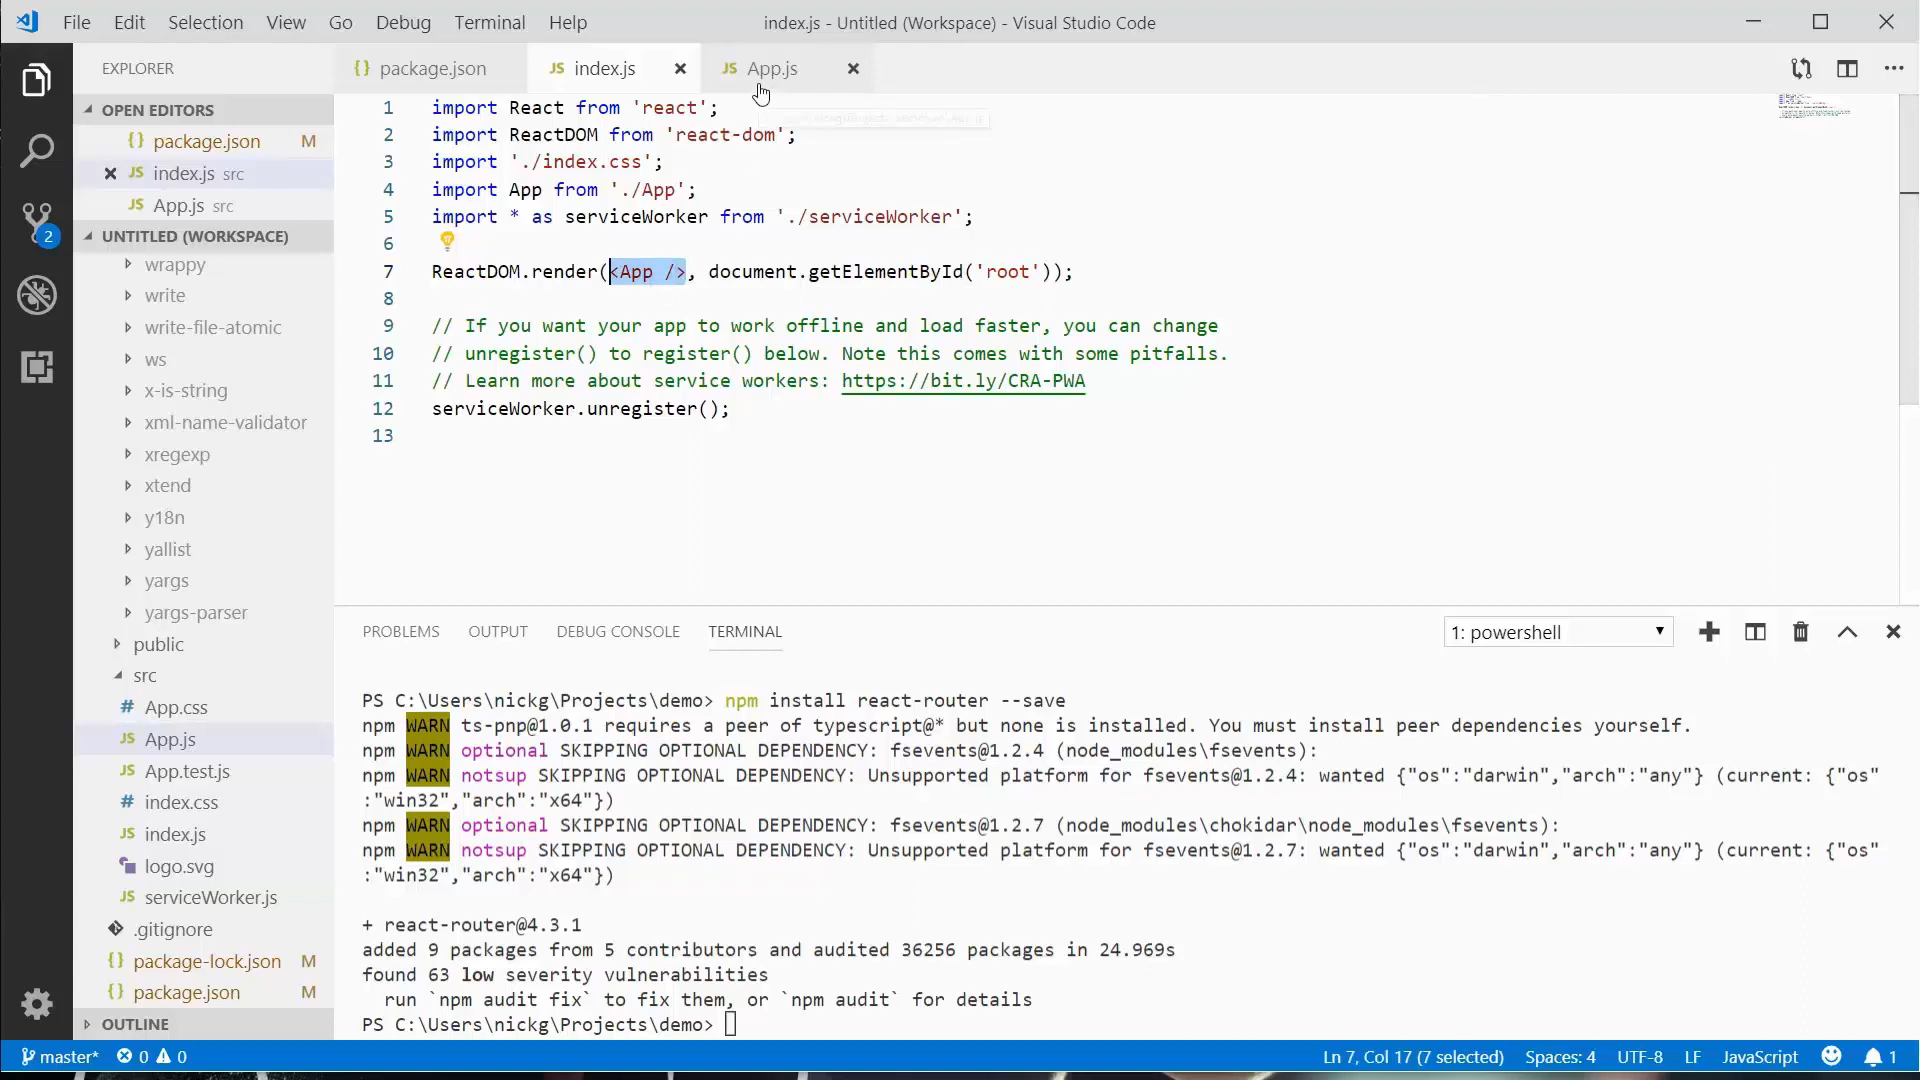 File Edit Selection View Go Debug Terminal Help
index.js - Untitled (Workspace) - Visual Studio Code
EXPLORER
{} package.json
JS index.js
JS App.js
OPEN EDITORS
{} package.json M
JS index.js src
JS App.js src
UNTITLED (WORKSPACE)
wrappy
write
write-file-atomic
ws
x-is-string
xml-name-validator
xregexp
xtend
y18n
yallist
yargs
yargs-parser
public
src
# App.css
JS App.js
JS App.test.js
# index.css
JS index.js
logo.svg
JS serviceWorker.js
.gitignore
{} package-lock.json M
{} package.json M
OUTLINE
2
1 import React from 'react';
2 import ReactDOM from 'react-dom';
3 import './index.css';
4 import App from './App';
5 import * as serviceWorker from './serviceWorker';
6
7 ReactDOM.render(<App />, document.getElementById('root'));
8
9 // If you want your app to work offline and load faster, you can change
10 // unregister() to register() below. Note this comes with some pitfalls.
11 // Learn more about service workers: https://bit.ly/CRA-PWA
12 serviceWorker.unregister();
13
PROBLEMS OUTPUT DEBUG CONSOLE TERMINAL
1: powershell
PS C:\Users\nickg\Projects\demo> npm install react-router --save
npm WARN ts-pnp@1.0.1 requires a peer of typescript@* but none is installed. You must install peer dependencies yourself.
npm WARN optional SKIPPING OPTIONAL DEPENDENCY: fsevents@1.2.4 (node_modules\fsevents):
npm WARN notsup SKIPPING OPTIONAL DEPENDENCY: Unsupported platform for fsevents@1.2.4: wanted {"os":"darwin","arch":"any"} (current: {"os"
:"win32","arch":"x64"})
npm WARN optional SKIPPING OPTIONAL DEPENDENCY: fsevents@1.2.7 (node_modules\chokidar\node_modules\fsevents):
npm WARN notsup SKIPPING OPTIONAL DEPENDENCY: Unsupported platform for fsevents@1.2.7: wanted {"os":"darwin","arch":"any"} (current: {"os"
:"win32","arch":"x64"})
+ react-router@4.3.1
added 9 packages from 5 contributors and audited 36256 packages in 24.969s
found 63 low severity vulnerabilities
run `npm audit fix` to fix them, or `npm audit` for details
PS C:\Users\nickg\Projects\demo>
master* 0 0
Ln 7, Col 17 (7 selected) Spaces: 4 UTF-8 LF JavaScript 1